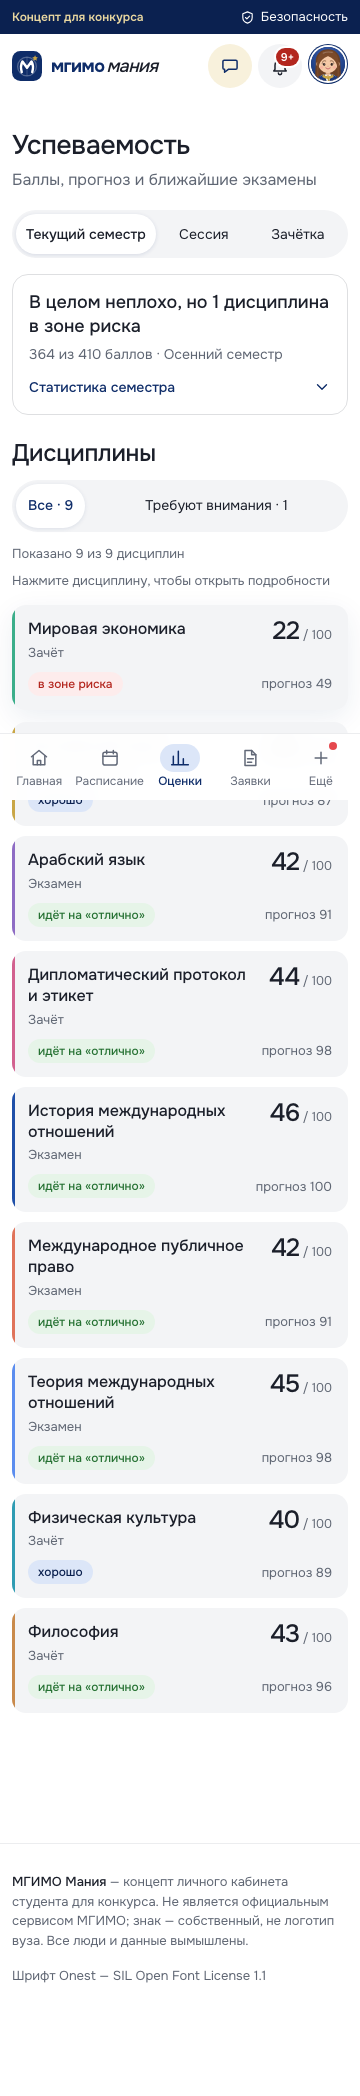 Концепт для конкурса
Безопасность
мгимо мания
9+
Успеваемость
Баллы, прогноз и ближайшие экзамены
Текущий семестр
Сессия
Зачётка
В целом неплохо, но 1 дисциплина
в зоне риска
364 из 410 баллов · Осенний семестр
Статистика семестра
Дисциплины
Все · 9
Требуют внимания · 1
Показано 9 из 9 дисциплин
Нажмите дисциплину, чтобы открыть подробности
Мировая экономика
22 / 100
Зачёт
в зоне риска
прогноз 49
Главная
Расписание
Оценки
Заявки
Ещё
хорошо
прогноз 87
Арабский язык
42 / 100
Экзамен
идёт на «отлично»
прогноз 91
Дипломатический протокол
и этикет
44 / 100
Зачёт
идёт на «отлично»
прогноз 98
История международных
отношений
46 / 100
Экзамен
идёт на «отлично»
прогноз 100
Международное публичное
право
42 / 100
Экзамен
идёт на «отлично»
прогноз 91
Теория международных
отношений
45 / 100
Экзамен
идёт на «отлично»
прогноз 98
Физическая культура
40 / 100
Зачёт
хорошо
прогноз 89
Философия
43 / 100
Зачёт
идёт на «отлично»
прогноз 96
МГИМО Мания — концепт личного кабинета
студента для конкурса. Не является официальным
сервисом МГИМО; знак — собственный, не логотип
вуза. Все люди и данные вымышлены.
Шрифт Onest — SIL Open Font License 1.1